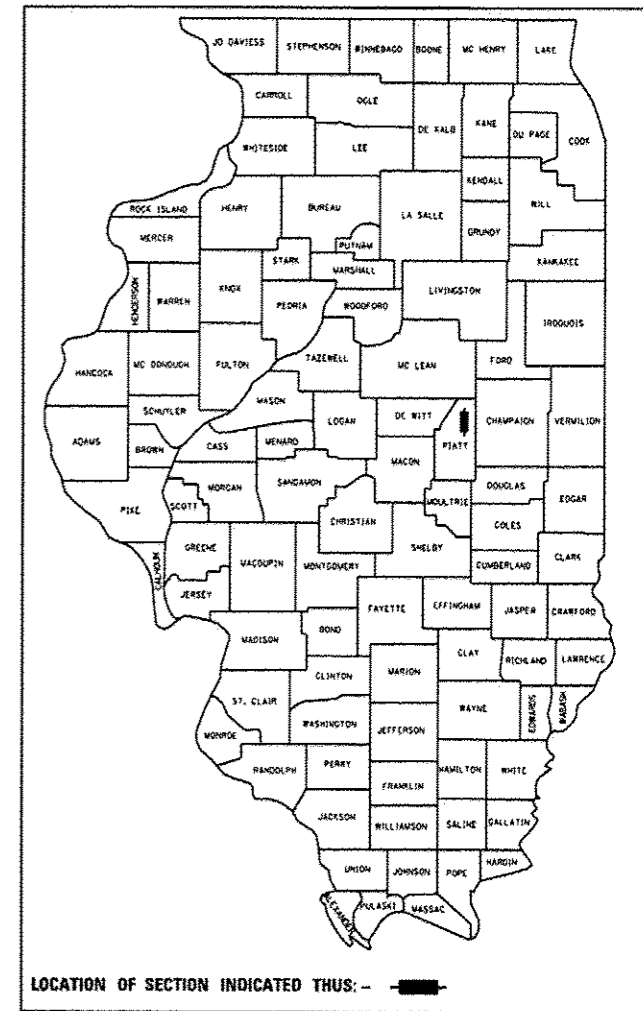 JO DAVIESS STEPHENSON WINNEBAGO BOONE MC HENRY LAKE
CARROLL OGLE DE KALB KANE DU PAGE COOK
WHITESIDE LEE KENDALL WILL
ROCK ISLAND HENRY BUREAU LA SALLE GRUNDY
MERCER STARK PUTNAM KANKAKEE
HENDERSON WARREN KNOX PEORIA MARSHALL WOODFORD LIVINGSTON IROQUOIS
HANCOCK MC DONOUGH FULTON TAZEWELL MC LEAN FORD
SCHUYLER MASON LOGAN DE WITT CHAMPAIGN VERMILION
ADAMS BROWN CASS MENARD MACON PIATT
PIKE SCOTT MORGAN SANGAMON MOULTRIE DOUGLAS EDGAR
CHRISTIAN COLES
CALHOUN GREENE MACOUPIN MONTGOMERY SHELBY CUMBERLAND CLARK
JERSEY FAYETTE EFFINGHAM JASPER CRAWFORD
MADISON BOND CLAY RICHLAND LAWRENCE
CLINTON MARION
ST. CLAIR WAYNE EDWARDS WABASH
MONROE WASHINGTON JEFFERSON
RANDOLPH PERRY HAMILTON WHITE
FRANKLIN
JACKSON WILLIAMSON SALINE GALLATIN
UNION JOHNSON POPE HARDIN
ALEXANDER PULASKI MASSAC
LOCATION OF SECTION INDICATED THUS: -